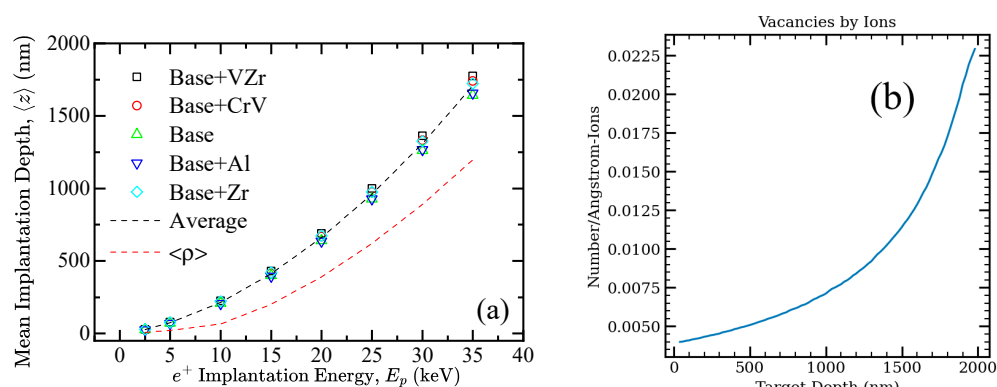 2000
1500
1000
500
0
Mean Implantation Depth, ⟨z⟩ (nm)
Base+VZr
Base+CrV
Base
Base+Al
Base+Zr
Average
<ρ>
(a)
0 5 10 15 20 25 30 35 40
e⁺ Implantation Energy, Eₚ (keV)
Vacancies by Ions
0.0225
0.0200
0.0175
0.0150
0.0125
0.0100
0.0075
0.0050
Number/Angstrom-Ions
(b)
0 500 1000 1500 2000
Target Depth (nm)